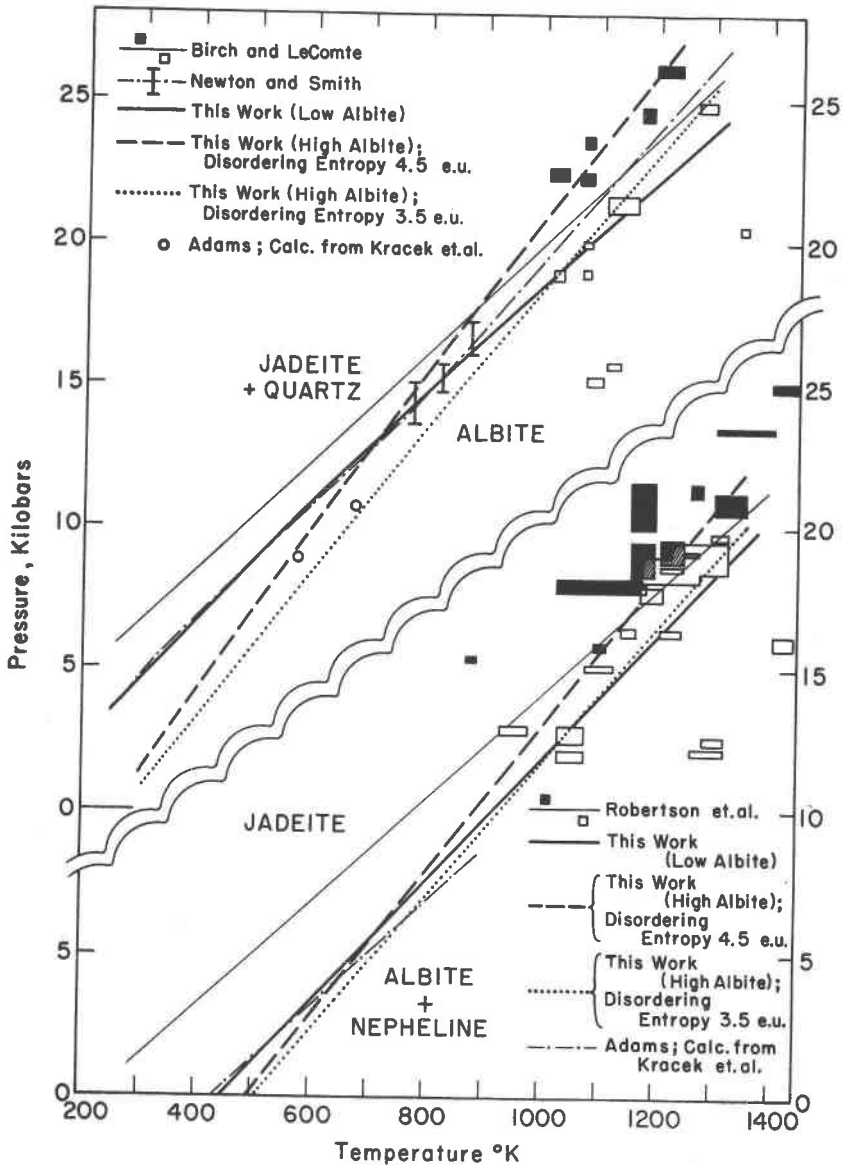 25
20
15
10
5
0
5
0
Pressure, Kilobars
Birch and LeComte
Newton and Smith
This Work (Low Albite)
This Work (High Albite);
Disordering Entropy 4.5 e.u.
This Work (High Albite);
Disordering Entropy 3.5 e.u.
Adams; Calc. from Kracek et.al.
JADEITE
+ QUARTZ
ALBITE
25
20
25
20
15
10
5
0
JADEITE
ALBITE
+
NEPHELINE
Robertson et.al.
This Work
(Low Albite)
This Work
(High Albite);
Disordering
Entropy 4.5 e.u.
This Work
(High Albite);
Disordering
Entropy 3.5 e.u.
Adams; Calc. from
Kracek et.al.
200 400 600 800 1000 1200 1400
Temperature °K